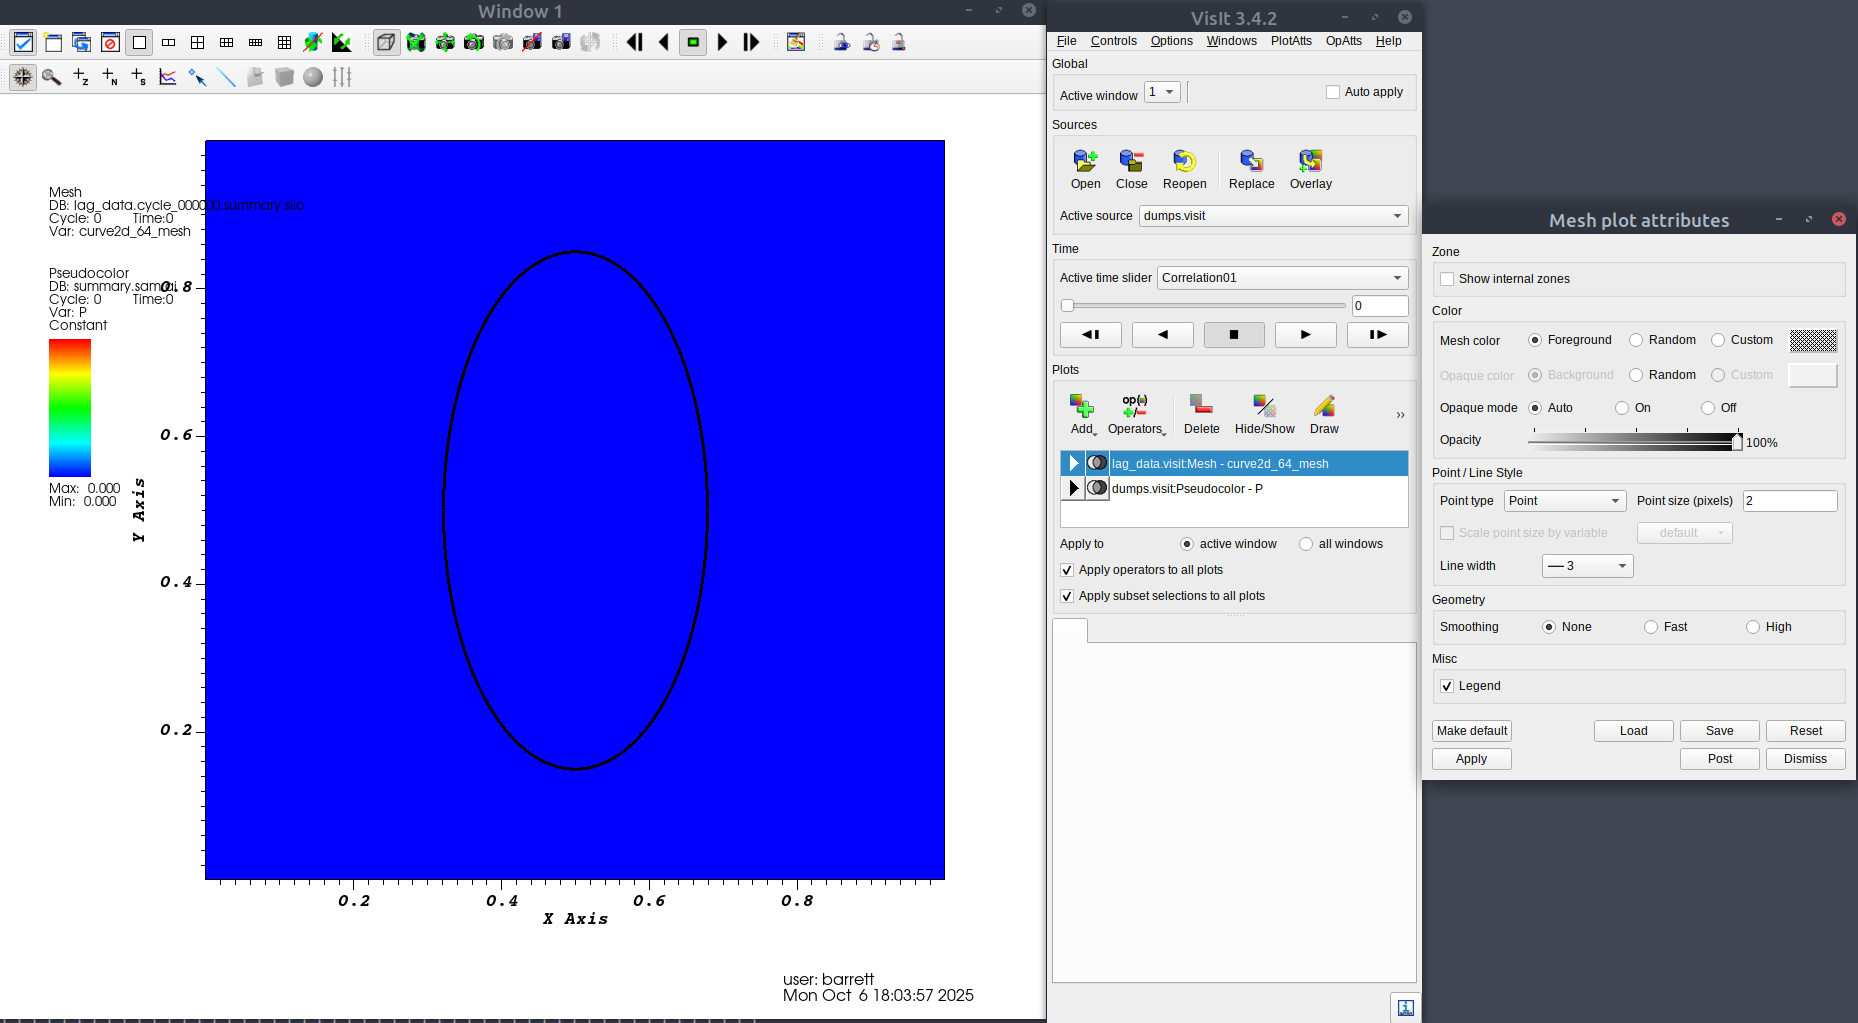 Window 1
Mesh
DB: lag_data.cycle_000000.summary.silo
Cycle: 0 Time:0
Var: curve2d_64_mesh
Pseudocolor
DB: summary.samrai
Cycle: 0 Time:0
Var: P
Constant
Max: 0.000
Min: 0.000
0.8
0.6
0.4
0.2
Y Axis
0.2 0.4 0.6 0.8
X Axis
user: barrett
Mon Oct 6 18:03:57 2025
VisIt 3.4.2
File Controls Options Windows PlotAtts OpAtts Help
Global
Active window 1 Auto apply
Sources
Open Close Reopen Replace Overlay
Active source dumps.visit
Time
Active time slider Correlation01
0
Plots
op(x)
Add Operators Delete Hide/Show Draw ››
lag_data.visit:Mesh - curve2d_64_mesh
dumps.visit:Pseudocolor - P
Apply to active window all windows
Apply operators to all plots
Apply subset selections to all plots
Mesh plot attributes
Zone
Show internal zones
Color
Mesh color Foreground Random Custom
Opaque color Background Random Custom
Opaque mode Auto On Off
Opacity 100%
Point / Line Style
Point type Point Point size (pixels) 2
Scale point size by variable default
Line width 3
Geometry
Smoothing None Fast High
Misc
Legend
Make default Load Save Reset
Apply Post Dismiss